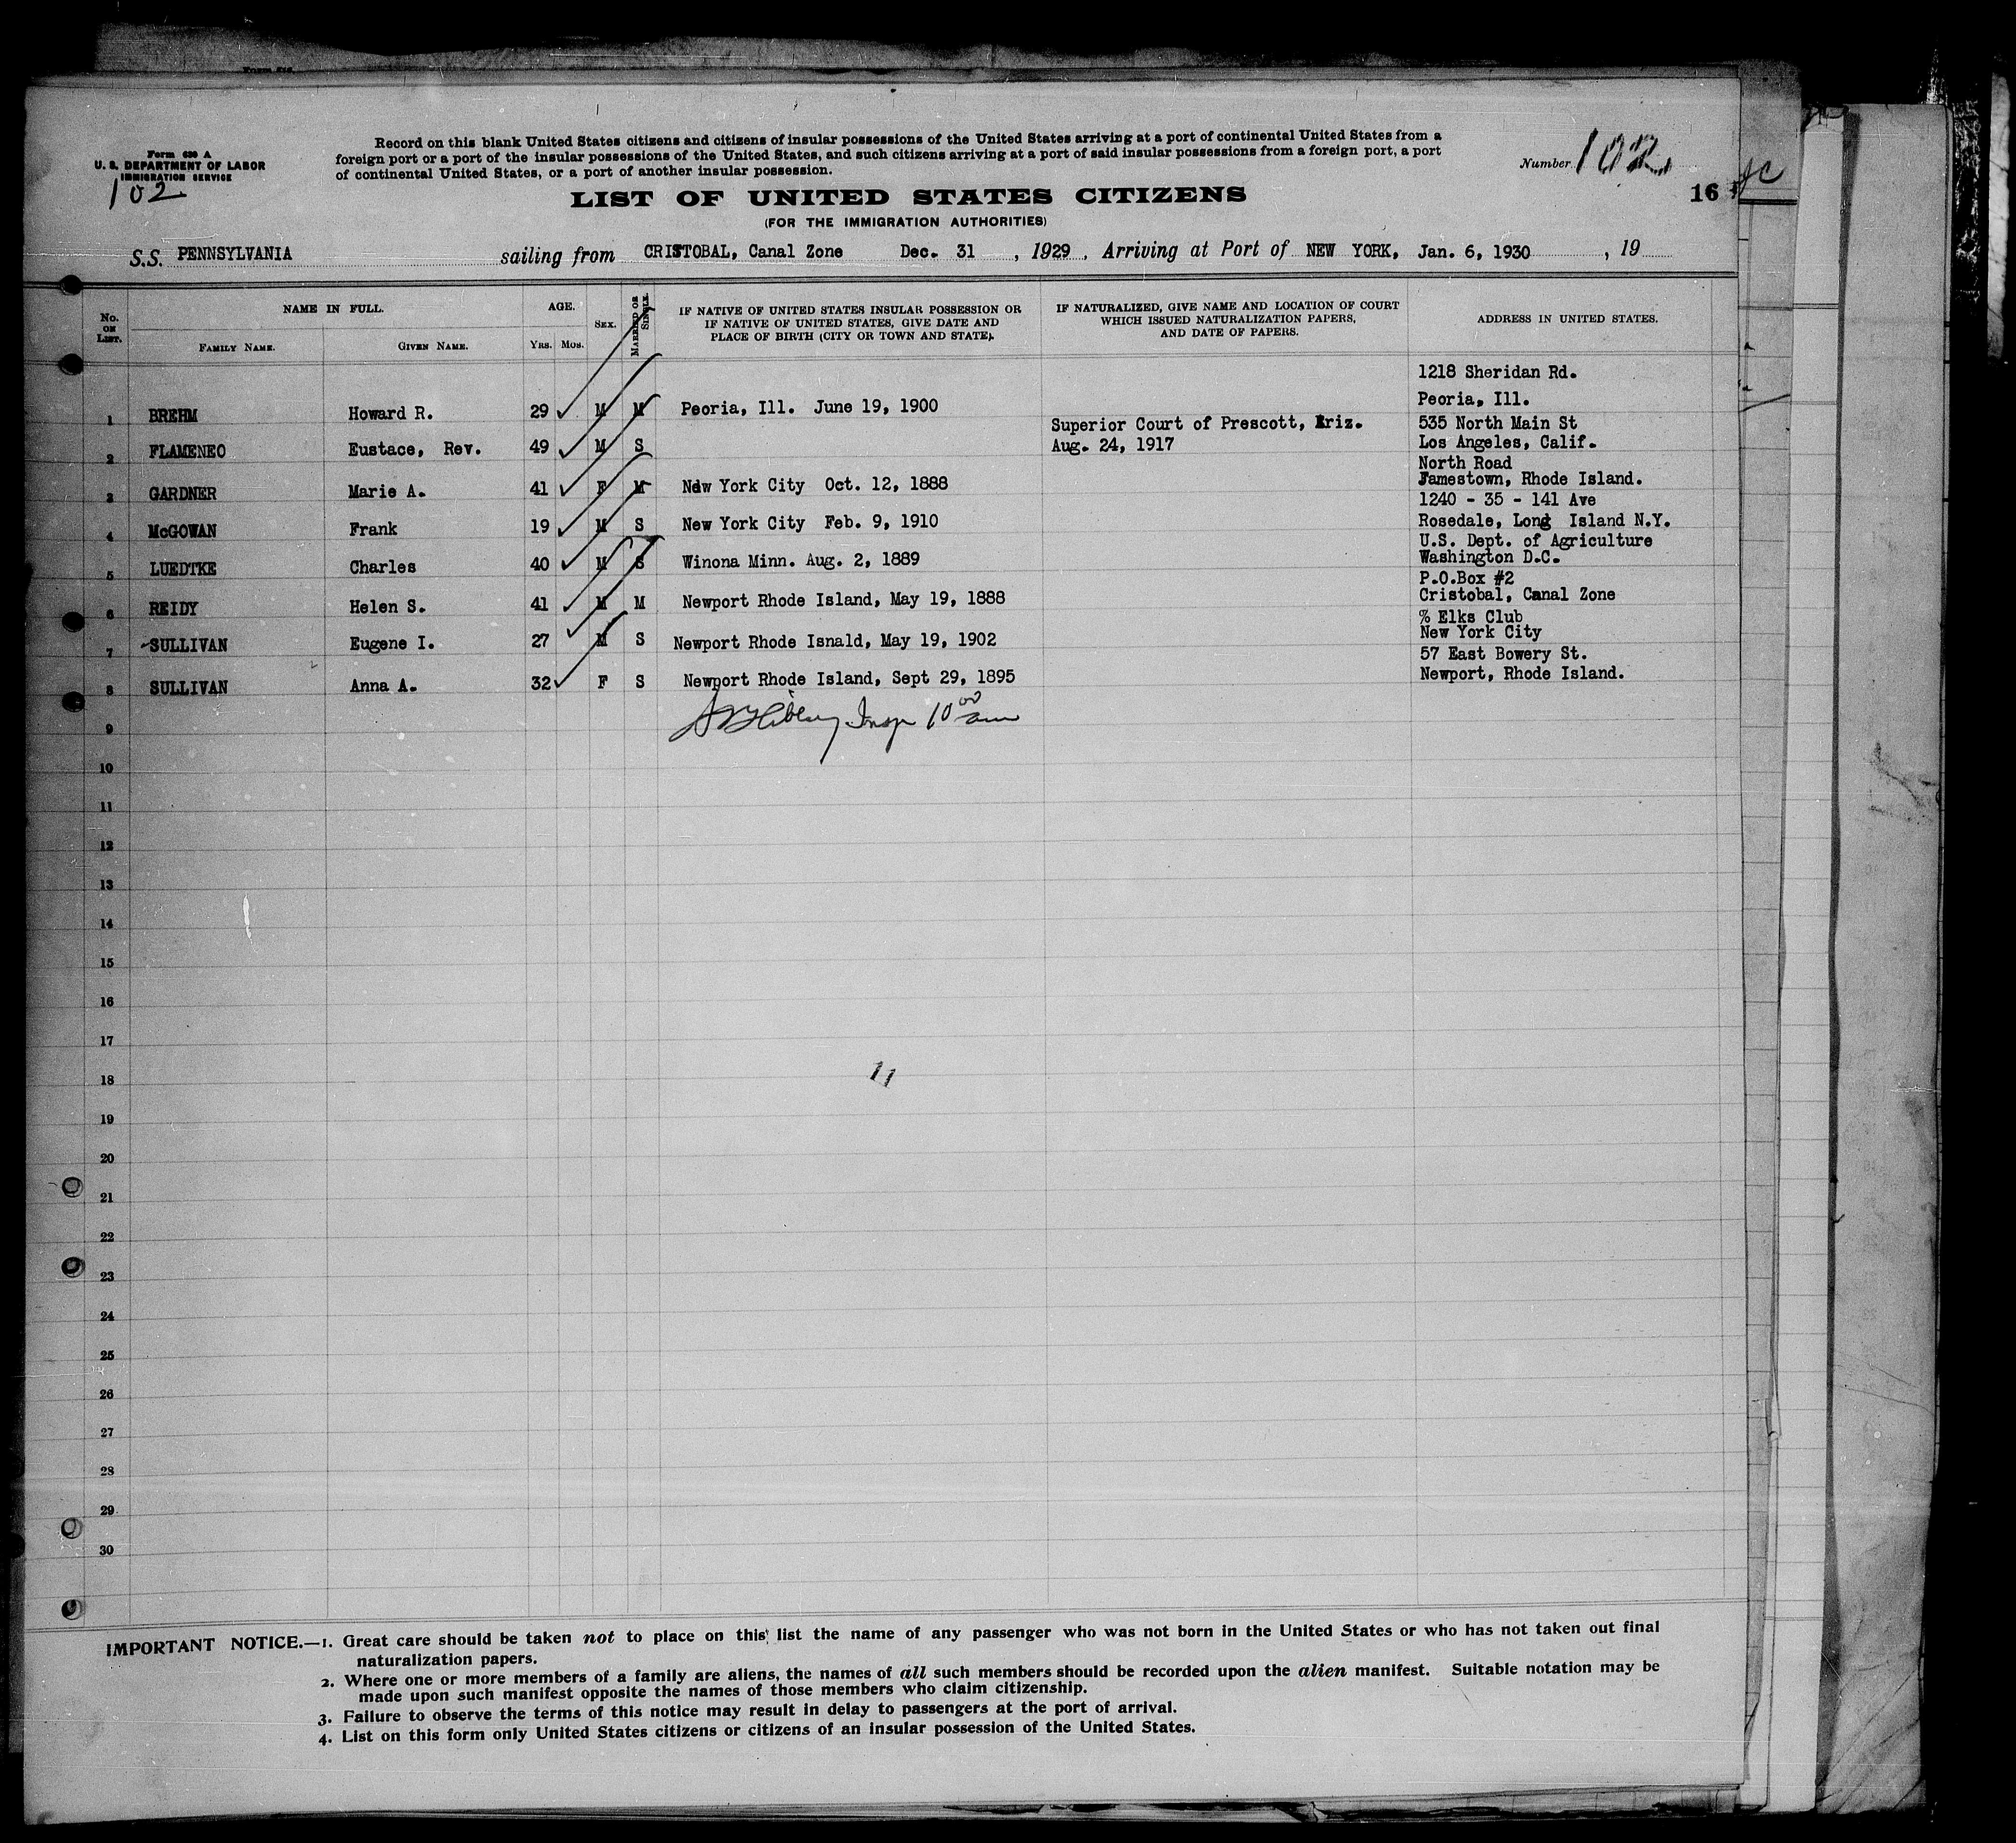 Form 630 A
U. S. DEPARTMENT OF LABOR
IMMIGRATION SERVICE
102
Record on this blank United States citizens and citizens of insular possessions of the United States arriving at a port of continental United States from a
foreign port or a port of the insular possessions of the United States, and such citizens arriving at a port of said insular possessions from a foreign port, a port
of continental United States, or a port of another insular possession.
Number 102
16
LIST OF UNITED STATES CITIZENS
(FOR THE IMMIGRATION AUTHORITIES)
S.S. PENNSYLVANIA sailing from CRISTOBAL, Canal Zone Dec. 31, 1929, Arriving at Port of NEW YORK, Jan. 6, 1930, 19
No. ON LIST. NAME IN FULL. AGE. SEX. MARRIED OR SINGLE. IF NATIVE OF UNITED STATES INSULAR POSSESSION OR IF NATIVE OF UNITED STATES, GIVE DATE AND PLACE OF BIRTH (CITY OR TOWN AND STATE). IF NATURALIZED, GIVE NAME AND LOCATION OF COURT WHICH ISSUED NATURALIZATION PAPERS, AND DATE OF PAPERS. ADDRESS IN UNITED STATES.
FAMILY NAME. GIVEN NAME. YRS. MOS.
1218 Sheridan Rd.
Peoria, Ill.
1 BREHM Howard R. 29 M M Peoria, Ill. June 19, 1900
Superior Court of Prescott, Ariz. 535 North Main St
2 FLAMENEO Eustace, Rev. 49 M S Aug. 24, 1917 Los Angeles, Calif.
North Road
3 GARDNER Marie A. 41 F M New York City Oct. 12, 1888 Jamestown, Rhode Island.
1240 - 35 - 141 Ave
4 McGOWAN Frank 19 M S New York City Feb. 9, 1910 Rosedale, Long Island N.Y.
U.S. Dept. of Agriculture
5 LUEDTKE Charles 40 M S Winona Minn. Aug. 2, 1889 Washington D.C.
P.O.Box #2
6 REIDY Helen S. 41 M M Newport Rhode Island, May 19, 1888 Cristobal, Canal Zone
% Elks Club
7 SULLIVAN Eugene I. 27 M S Newport Rhode Isnald, May 19, 1902 New York City
57 East Bowery St.
8 SULLIVAN Anna A. 32 F S Newport Rhode Island, Sept 29, 1895 Newport, Rhode Island.
Insp 10 00 am
9
10
11
12
13
14
15
16
17
18
11
19
20
21
22
23
24
25
26
27
28
29
30
IMPORTANT NOTICE.—1. Great care should be taken not to place on this list the name of any passenger who was not born in the United States or who has not taken out final
naturalization papers.
2. Where one or more members of a family are aliens, the names of all such members should be recorded upon the alien manifest. Suitable notation may be
made upon such manifest opposite the names of those members who claim citizenship.
3. Failure to observe the terms of this notice may result in delay to passengers at the port of arrival.
4. List on this form only United States citizens or citizens of an insular possession of the United States.